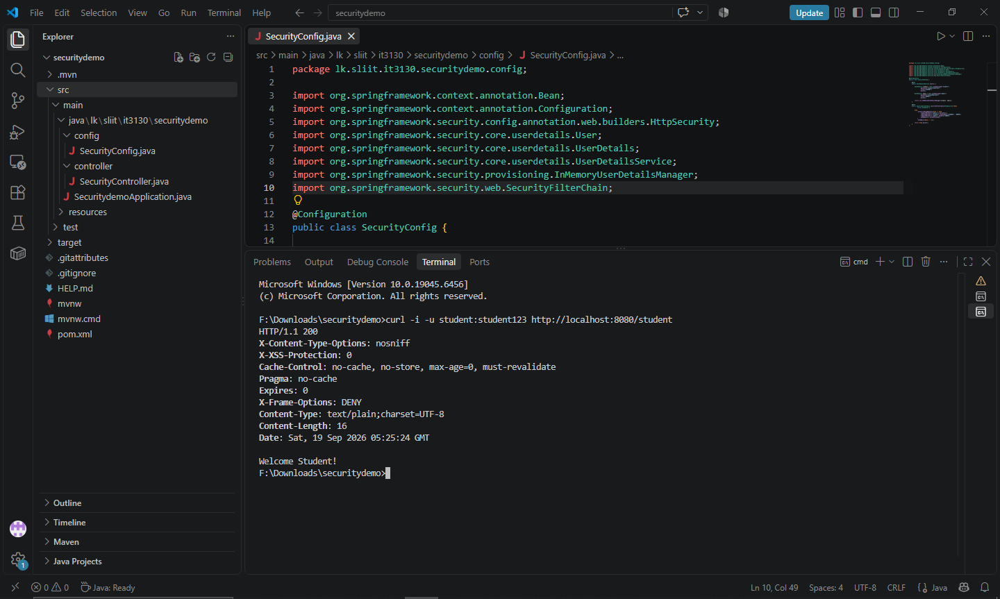 File Edit Selection View Go Run Terminal Help
securitydemo
Update
Explorer
securitydemo
.mvn
src
main
java\lk\sliit\it3130\securitydemo
config
SecurityConfig.java
controller
SecurityController.java
SecuritydemoApplication.java
resources
test
target
.gitattributes
.gitignore
HELP.md
mvnw
mvnw.cmd
pom.xml
Outline
Timeline
Maven
Java Projects
1
SecurityConfig.java
src > main > java > lk > sliit > it3130 > securitydemo > config > SecurityConfig.java > ...
1 package lk.sliit.it3130.securitydemo.config;
2
3 import org.springframework.context.annotation.Bean;
4 import org.springframework.context.annotation.Configuration;
5 import org.springframework.security.config.annotation.web.builders.HttpSecurity;
6 import org.springframework.security.core.userdetails.User;
7 import org.springframework.security.core.userdetails.UserDetails;
8 import org.springframework.security.core.userdetails.UserDetailsService;
9 import org.springframework.security.provisioning.InMemoryUserDetailsManager;
10 import org.springframework.security.web.SecurityFilterChain;
11
12 @Configuration
13 public class SecurityConfig {
14
Problems Output Debug Console Terminal Ports
cmd
Microsoft Windows [Version 10.0.19045.6456]
(c) Microsoft Corporation. All rights reserved.
F:\Downloads\securitydemo>curl -i -u student:student123 http://localhost:8080/student
HTTP/1.1 200
X-Content-Type-Options: nosniff
X-XSS-Protection: 0
Cache-Control: no-cache, no-store, max-age=0, must-revalidate
Pragma: no-cache
Expires: 0
X-Frame-Options: DENY
Content-Type: text/plain;charset=UTF-8
Content-Length: 16
Date: Sat, 19 Sep 2026 05:25:24 GMT
Welcome Student!
F:\Downloads\securitydemo>
0 0 Java: Ready
Ln 10, Col 49 Spaces: 4 UTF-8 CRLF {} Java